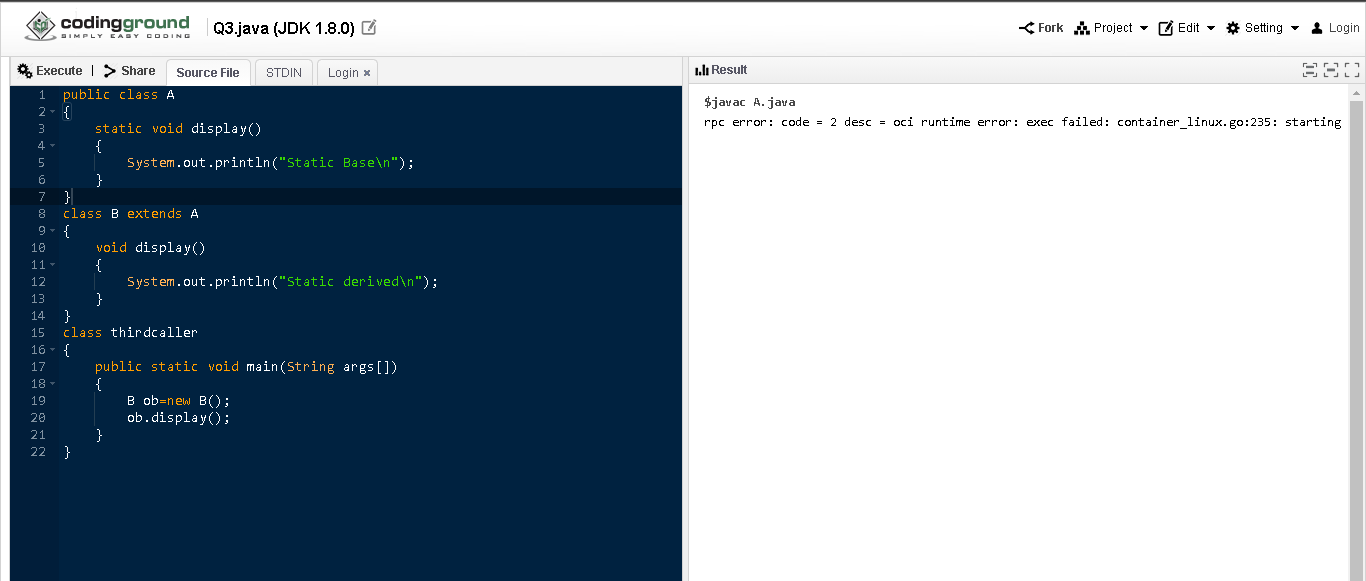 codingground
SIMPLY EASY CODING
Q3.java (JDK 1.8.0)
Fork
Project
Edit
Setting
Login
Execute | Share
Source File
STDIN
Login ×
Result
1 public class A
2 {
3 static void display()
4 {
5 System.out.println("Static Base\n");
6 }
7 }
8 class B extends A
9 {
10 void display()
11 {
12 System.out.println("Static derived\n");
13 }
14 }
15 class thirdcaller
16 {
17 public static void main(String args[])
18 {
19 B ob=new B();
20 ob.display();
21 }
22 }
$javac A.java
rpc error: code = 2 desc = oci runtime error: exec failed: container_linux.go:235: starting